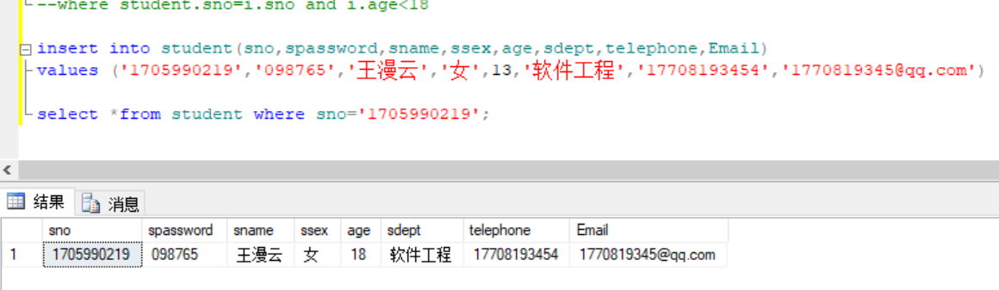 --where student.sno=i.sno and i.age<18
insert into student(sno,spassword,sname,ssex,age,sdept,telephone,Email)
values ('1705990219','098765','王漫云','女',13,'软件工程','17708193454','1770819345@qq.com')
select *from student where sno='1705990219';
结果 消息
sno spassword sname ssex age sdept telephone Email
1 1705990219 098765 王漫云 女 18 软件工程 17708193454 1770819345@qq.com